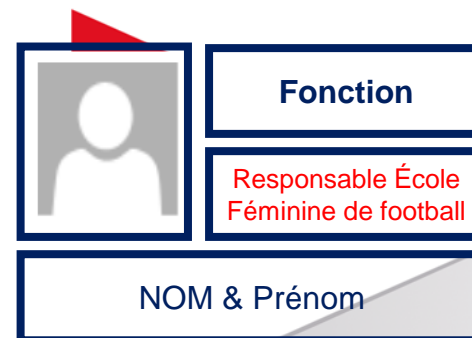 Fonction
Responsable École
Féminine de football
NOM & Prénom